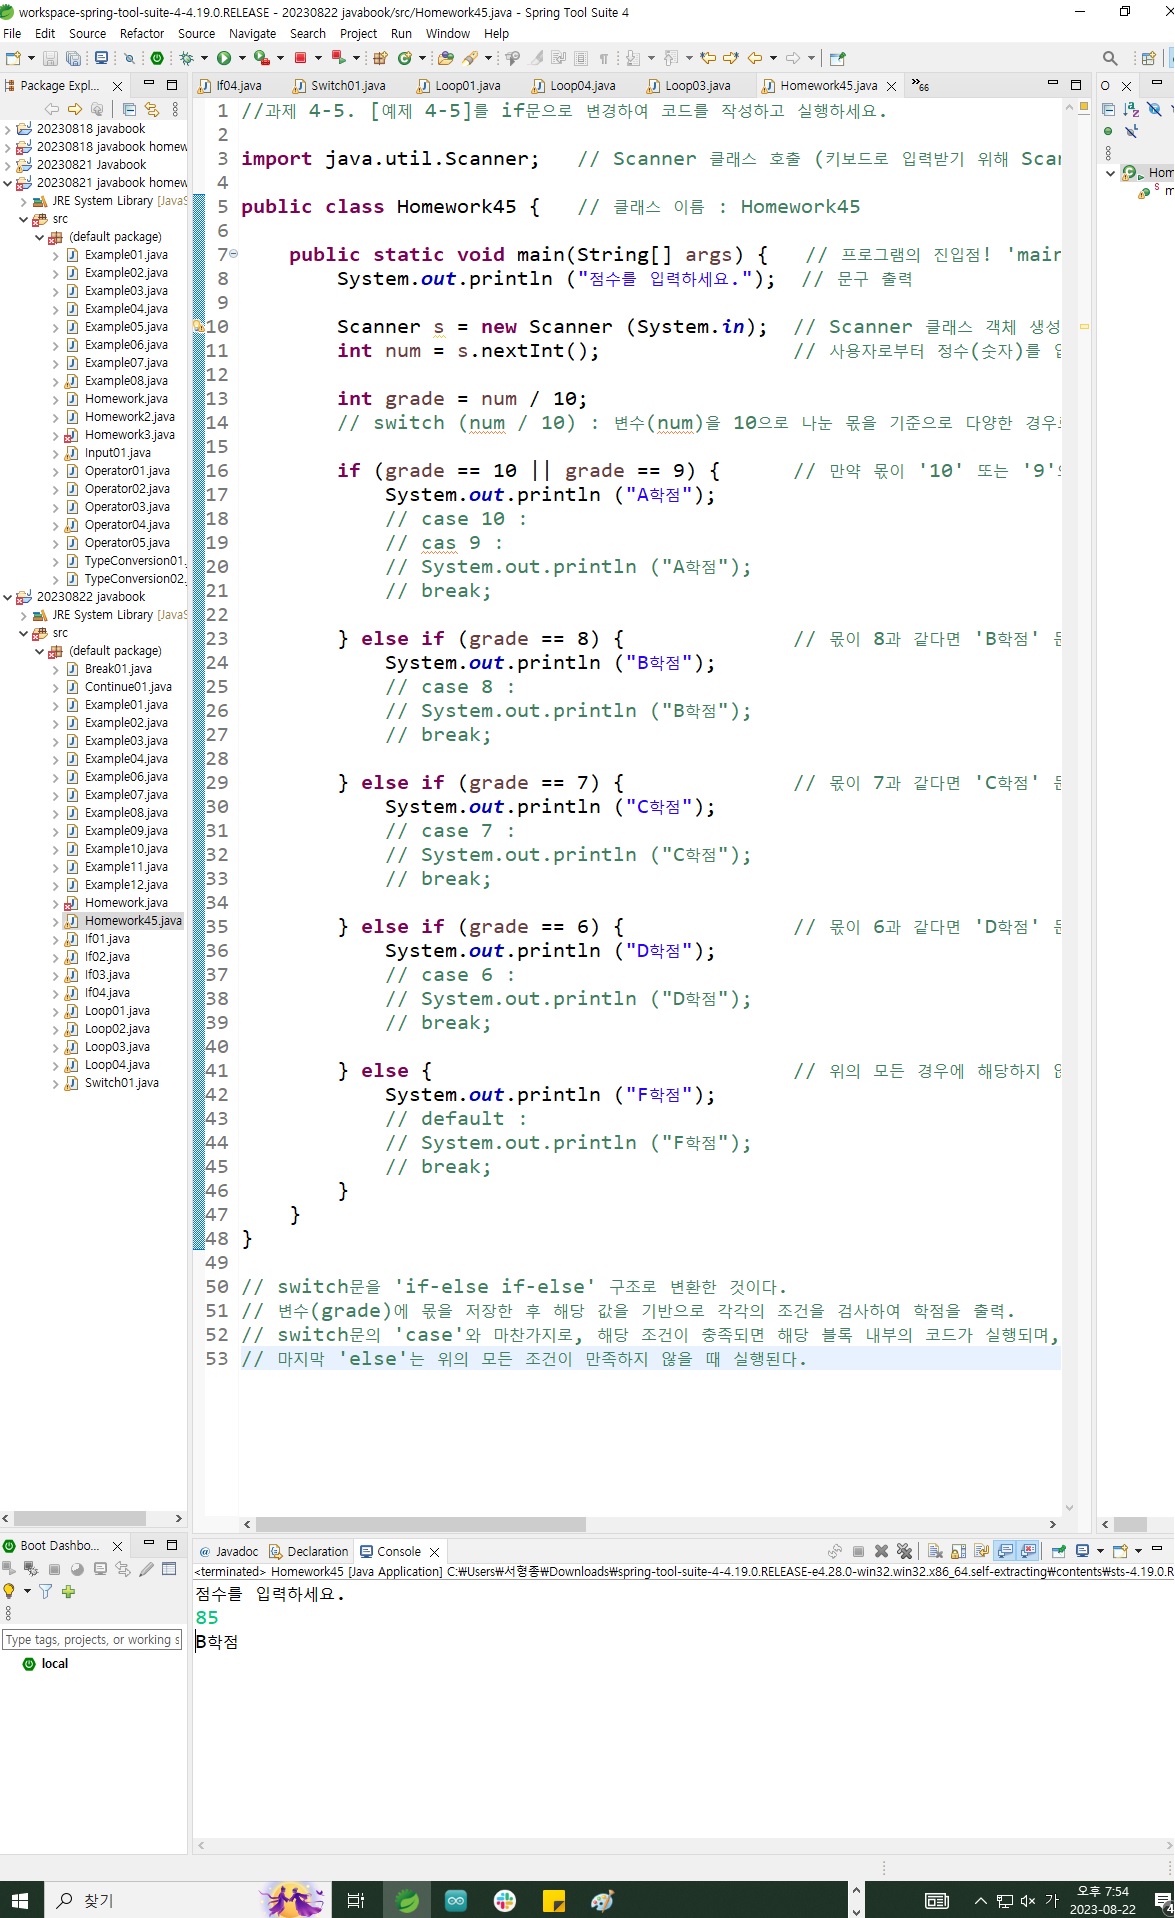 workspace-spring-tool-suite-4-4.19.0.RELEASE - 20230822 javabook/src/Homework45.java - Spring Tool Suite 4
File Edit Source Refactor Source Navigate Search Project Run Window Help
Package Expl...
If04.java Switch01.java Loop01.java Loop04.java Loop03.java Homework45.java »66
20230818 javabook
20230818 javabook homew
20230821 Javabook
20230821 javabook homew
JRE System Library [JavaS
src
(default package)
Example01.java
Example02.java
Example03.java
Example04.java
Example05.java
Example06.java
Example07.java
Example08.java
Homework.java
Homework2.java
Homework3.java
Input01.java
Operator01.java
Operator02.java
Operator03.java
Operator04.java
Operator05.java
TypeConversion01.
TypeConversion02.
20230822 javabook
JRE System Library [JavaS
src
(default package)
Break01.java
Continue01.java
Example01.java
Example02.java
Example03.java
Example04.java
Example06.java
Example07.java
Example08.java
Example09.java
Example10.java
Example11.java
Example12.java
Homework.java
Homework45.java
If01.java
If02.java
If03.java
If04.java
Loop01.java
Loop02.java
Loop03.java
Loop04.java
Switch01.java
1 //과제 4-5. [예제 4-5]를 if문으로 변경하여 코드를 작성하고 실행하세요.
2
3 import java.util.Scanner; // Scanner 클래스 호출 (키보드로 입력받기 위해 Scan
4
5 public class Homework45 { // 클래스 이름 : Homework45
6
7 public static void main(String[] args) { // 프로그램의 진입점! 'main
8 System.out.println ("점수를 입력하세요."); // 문구 출력
9
10 Scanner s = new Scanner (System.in); // Scanner 클래스 객체 생성
11 int num = s.nextInt(); // 사용자로부터 정수(숫자)를
12
13 int grade = num / 10;
14 // switch (num / 10) : 변수(num)을 10으로 나눈 몫을 기준으로 다양한 경우
15
16 if (grade == 10 || grade == 9) { // 만약 몫이 '10' 또는 '9'
17 System.out.println ("A학점");
18 // case 10 :
19 // cas 9 :
20 // System.out.println ("A학점");
21 // break;
22
23 } else if (grade == 8) { // 몫이 8과 같다면 'B학점'
24 System.out.println ("B학점");
25 // case 8 :
26 // System.out.println ("B학점");
27 // break;
28
29 } else if (grade == 7) { // 몫이 7과 같다면 'C학점'
30 System.out.println ("C학점");
31 // case 7 :
32 // System.out.println ("C학점");
33 // break;
34
35 } else if (grade == 6) { // 몫이 6과 같다면 'D학점'
36 System.out.println ("D학점");
37 // case 6 :
38 // System.out.println ("D학점");
39 // break;
40
41 } else { // 위의 모든 경우에 해당하지
42 System.out.println ("F학점");
43 // default :
44 // System.out.println ("F학점");
45 // break;
46 }
47 }
48 }
49
50 // switch문을 'if-else if-else' 구조로 변환한 것이다.
51 // 변수(grade)에 몫을 저장한 후 해당 값을 기반으로 각각의 조건을 검사하여 학점을 출력.
52 // switch문의 'case'와 마찬가지로, 해당 조건이 충족되면 해당 블록 내부의 코드가 실행되며,
53 // 마지막 'else'는 위의 모든 조건이 만족하지 않을 때 실행된다.
Hom
m
Boot Dashbo...
Type tags, projects, or working s
local
Javadoc Declaration Console
<terminated> Homework45 [Java Application] C:₩Users₩서형종₩Downloads₩spring-tool-suite-4-4.19.0.RELEASE-e4.28.0-win32.win32.x86_64.self-extracting₩contents₩sts-4.19.0.R
점수를 입력하세요.
85
B학점
찾기
가
오후 7:54
2023-08-22